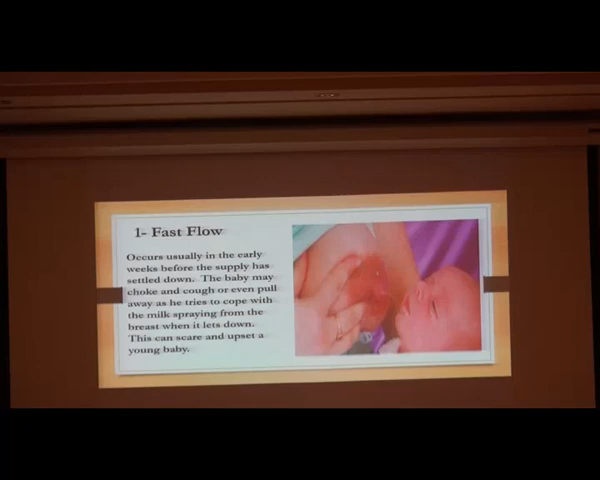 1- Fast Flow
Occurs usually in the early
weeks before the supply has
settled down. The baby may
choke and cough or even pull
away as he tries to cope with
the milk spraying from the
breast when it lets down.
This can scare and upset a
young baby.